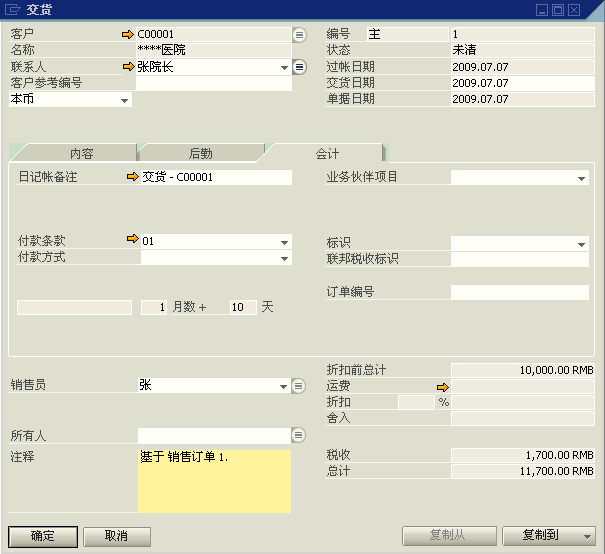 交货
客户 C00001 编号 主 1
名称 ****医院 状态 未清
联系人 张院长 过帐日期 2009.07.07
客户参考编号 交货日期 2009.07.07
本币 单据日期 2009.07.07
内容 后勤 会计
日记帐备注 交货 - C00001 业务伙伴项目
付款条款 01 标识
付款方式 联邦税收标识
订单编号
1 月数 + 10 天
折扣前总计 10,000.00 RMB
销售员 张 运费
折扣 %
舍入
所有人
注释 基于 销售订单 1. 税收 1,700.00 RMB
总计 11,700.00 RMB
确定 取消 复制从 复制到